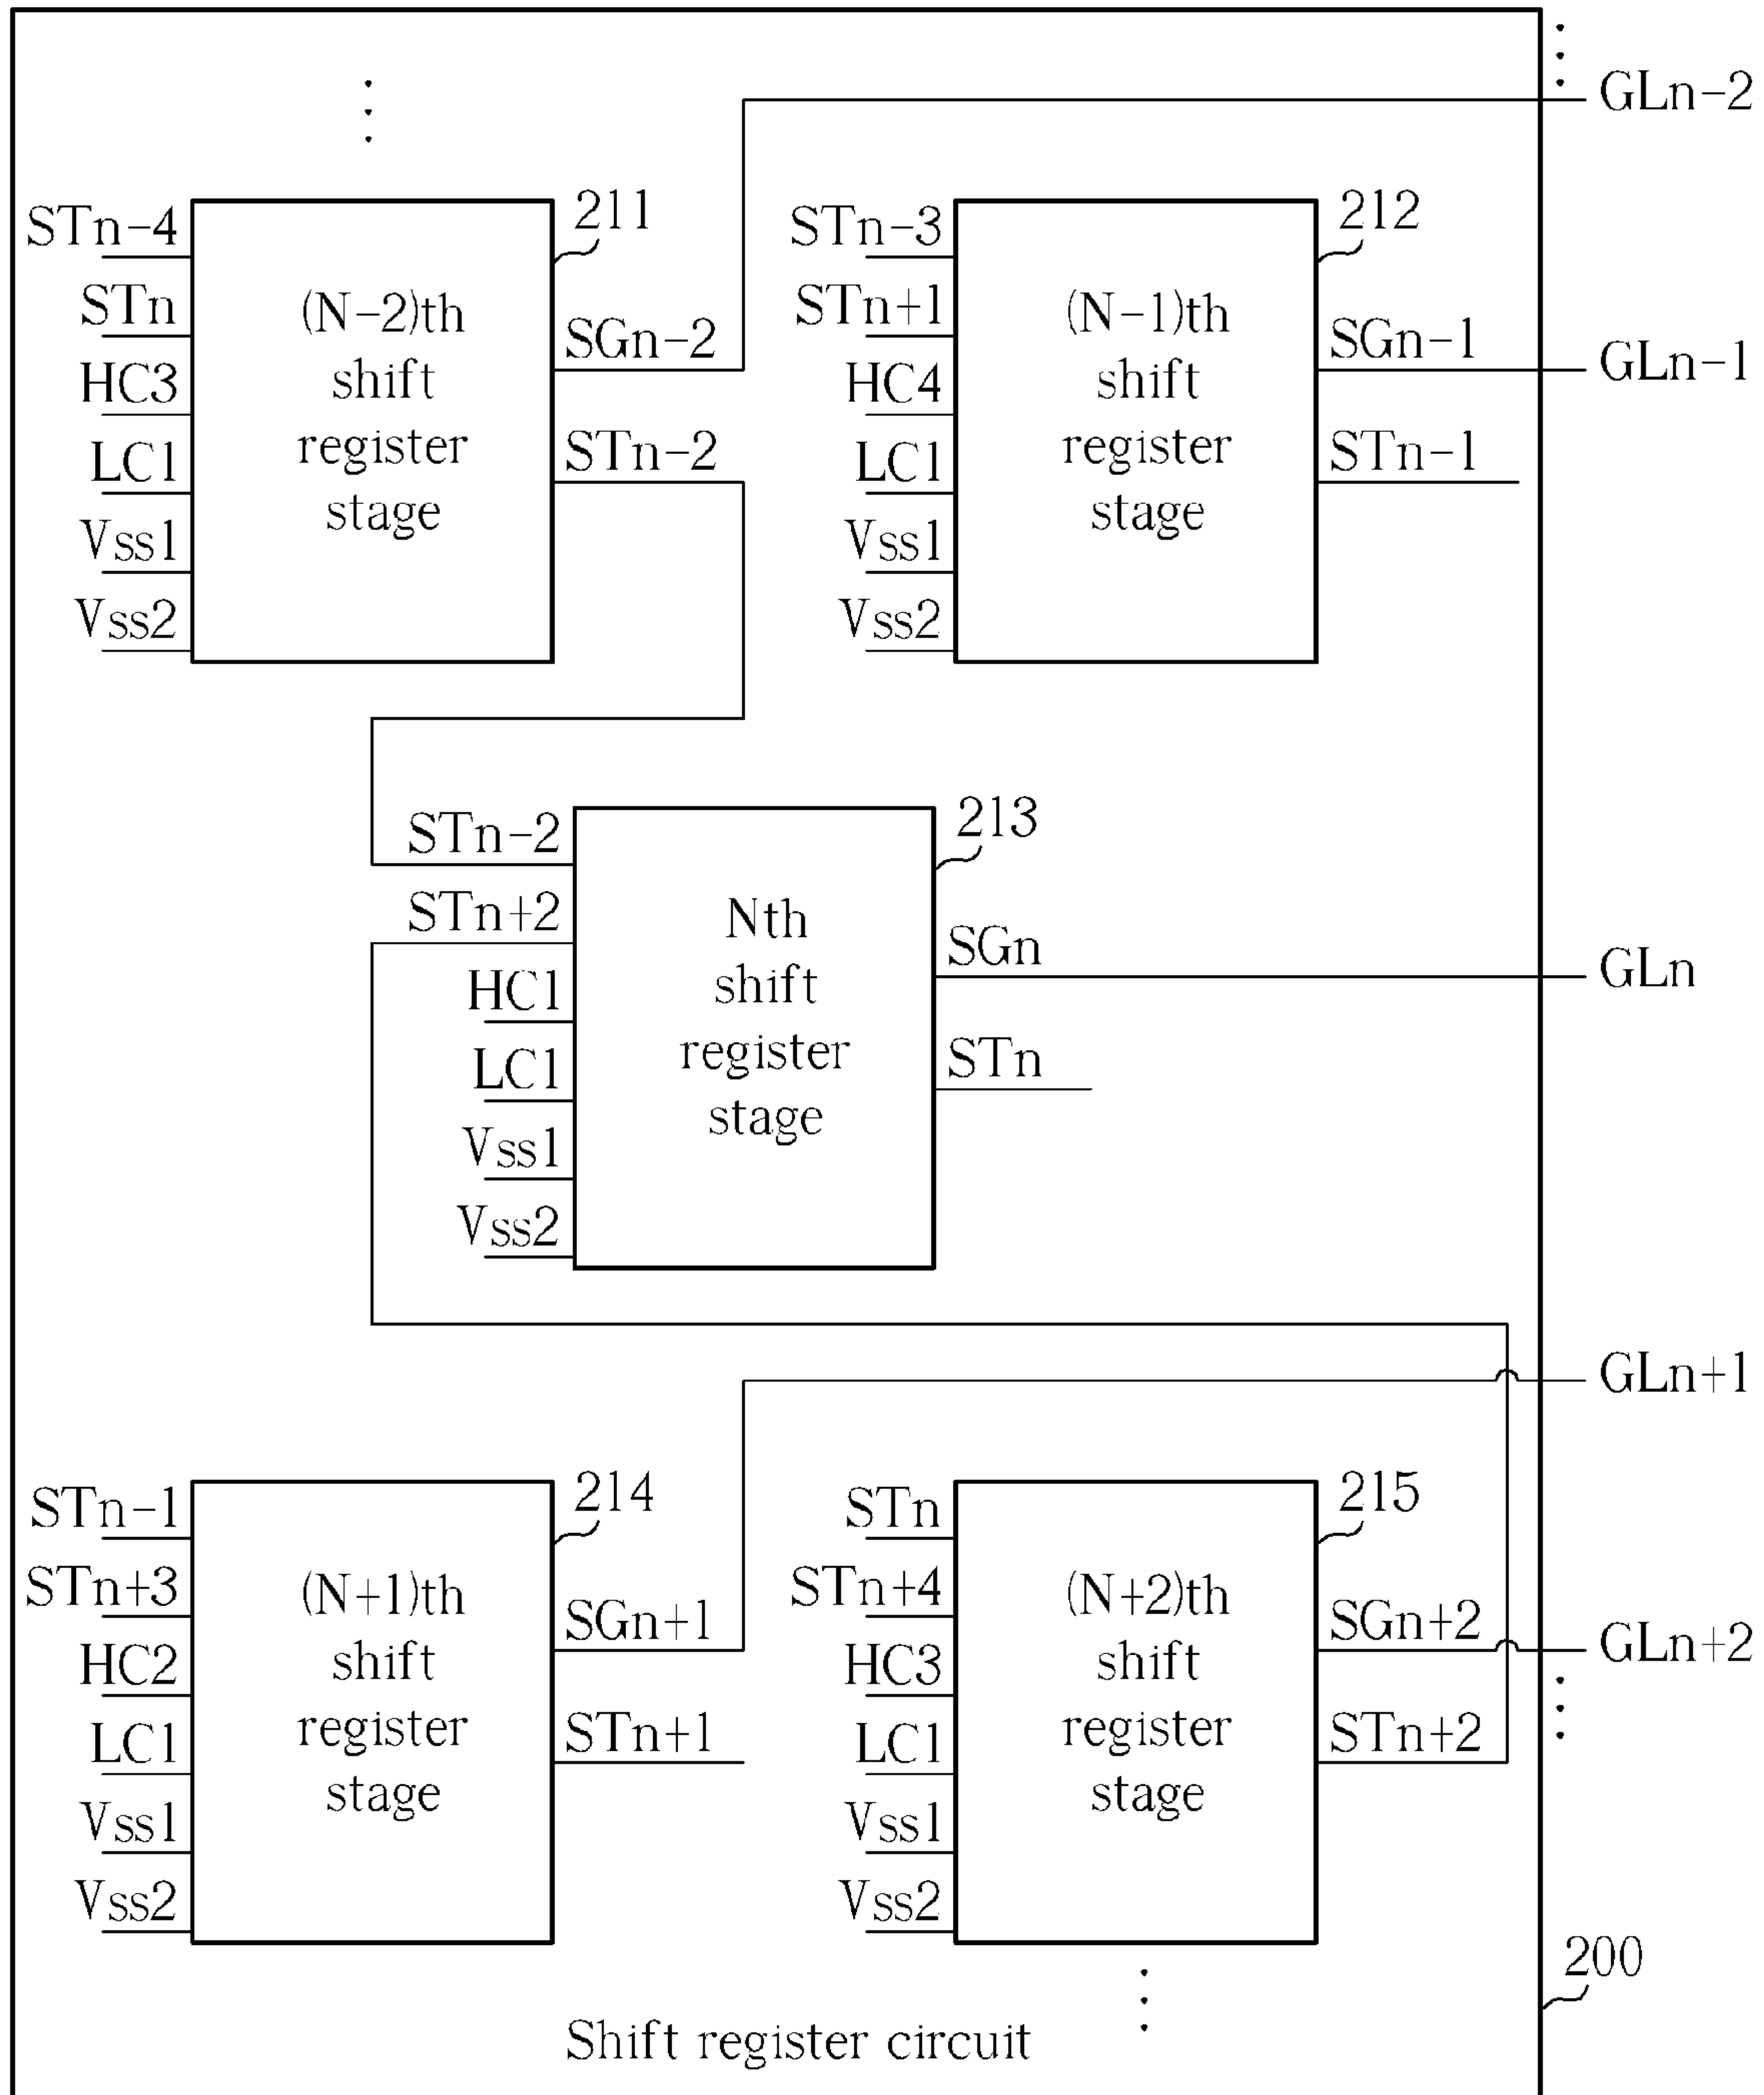 GLn-2
STn-4
STn
HC3
LC1
Vss1
Vss2
(N-2)th
shift
register
stage
211
SGn-2
STn-2
STn-3
STn+1
HC4
LC1
Vss1
Vss2
(N-1)th
shift
register
stage
212
SGn-1
STn-1
GLn-1
STn-2
STn+2
HC1
LC1
Vss1
Vss2
Nth
shift
register
stage
213
SGn
STn
GLn
GLn+1
STn-1
STn+3
HC2
LC1
Vss1
Vss2
(N+1)th
shift
register
stage
214
SGn+1
STn+1
STn
STn+4
HC3
LC1
Vss1
Vss2
(N+2)th
shift
register
stage
215
SGn+2
STn+2
GLn+2
200
Shift register circuit